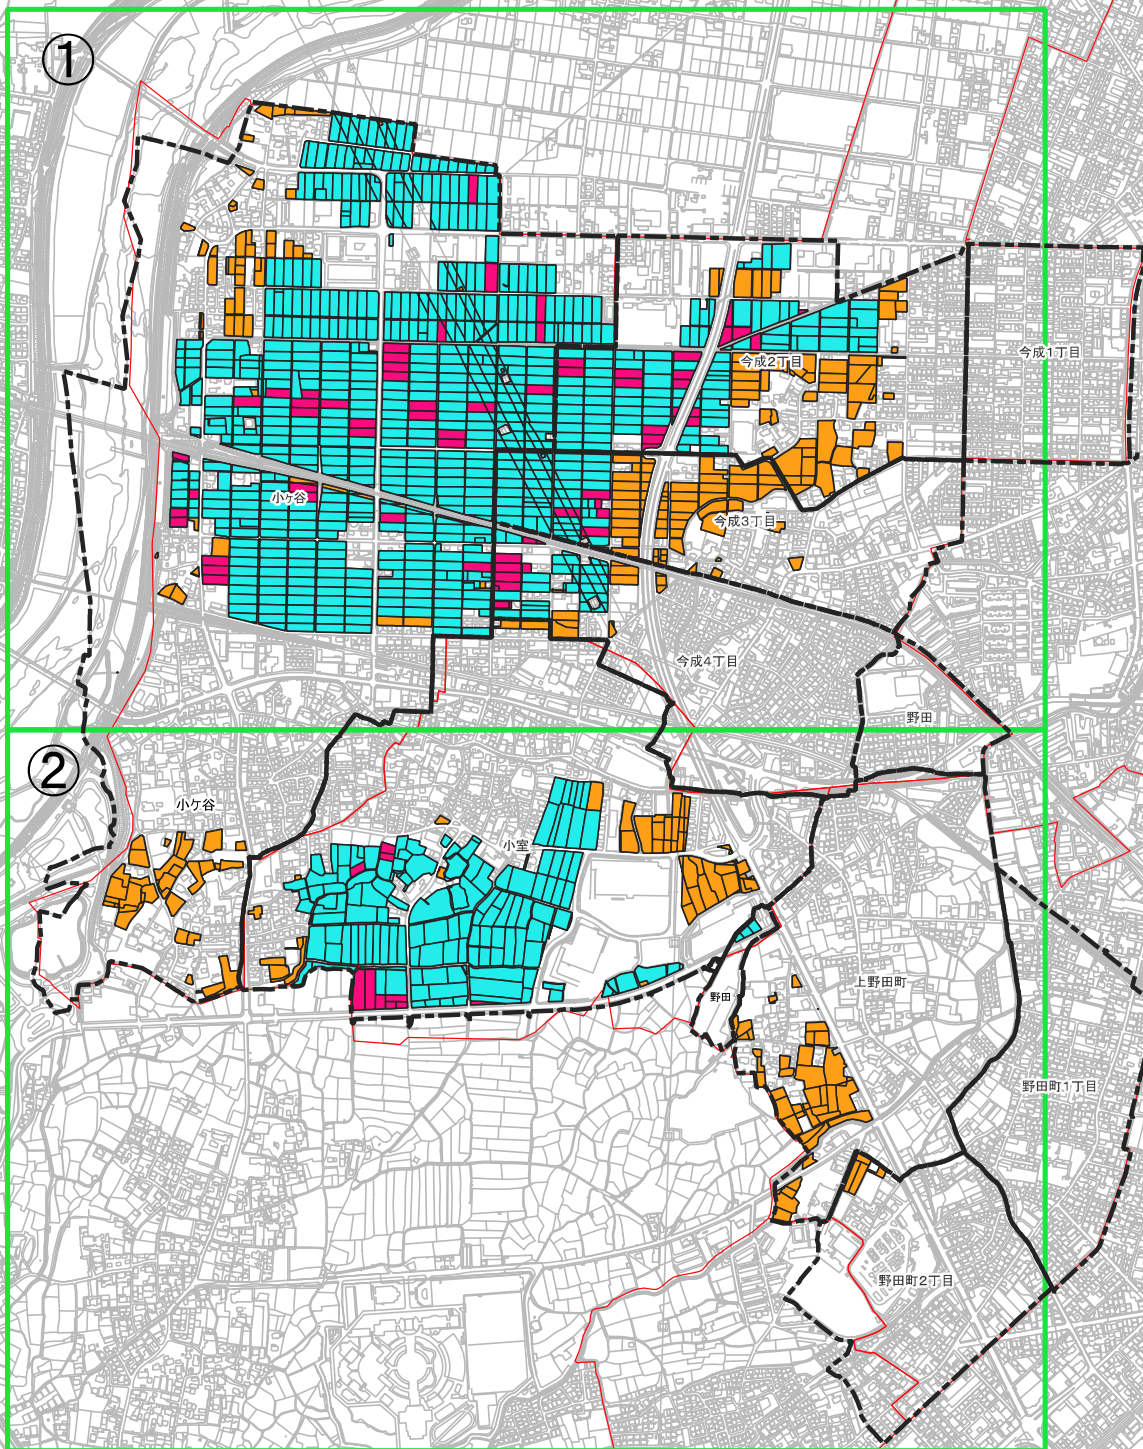 ①
今成2丁目
今成1丁目
小ヶ谷
今成3丁目
今成4丁目
野田
②
小ケ谷
小室
上野田町
野田
野田町1丁目
野田町2丁目